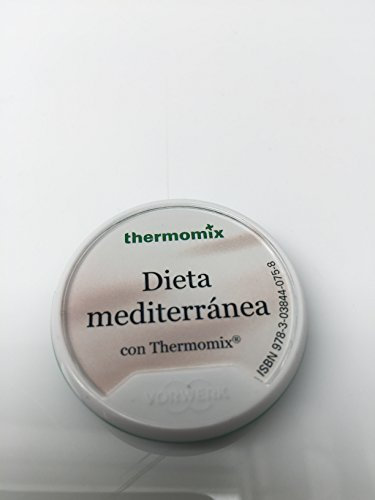 thermomix
Dieta
mediterránea
con Thermomix®
VORWERK
ISBN 978-3-03844-075-8